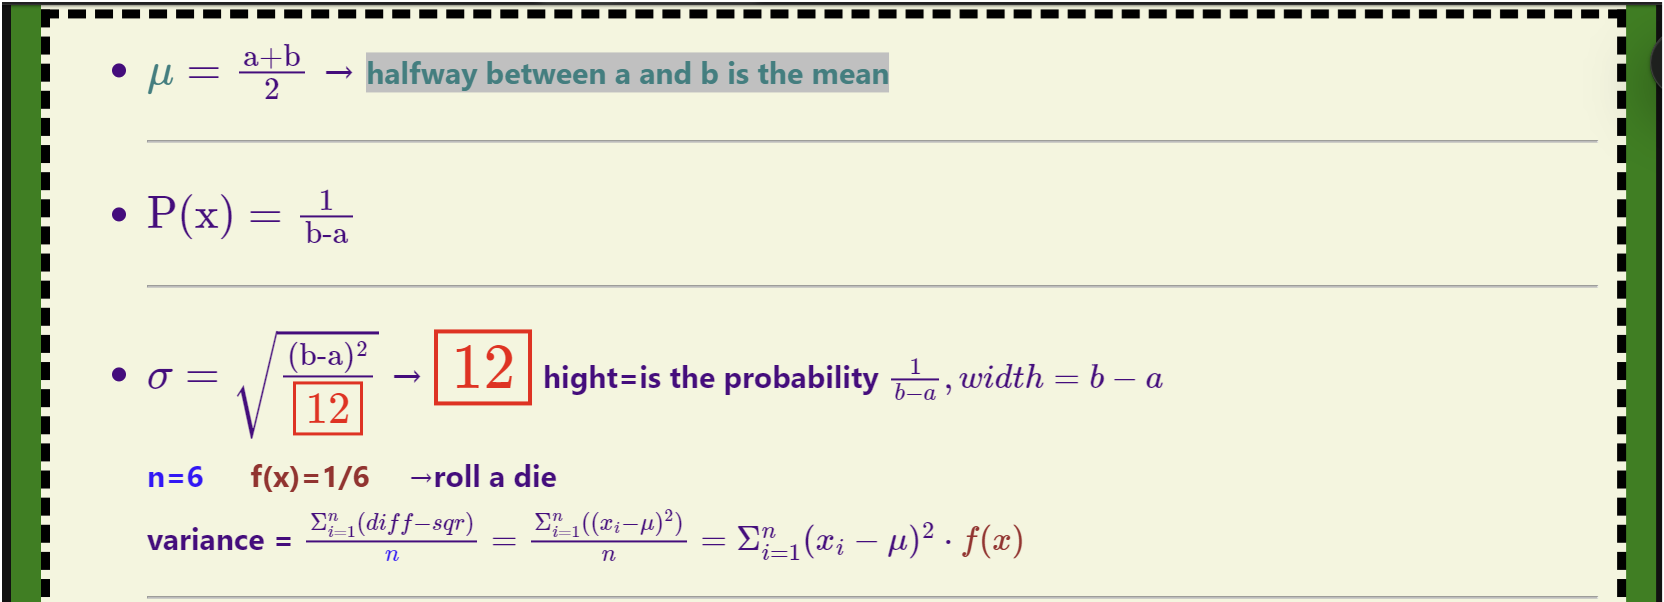 • μ = a+b/2 → halfway between a and b is the mean
• P(x) = 1/b-a
• σ = √((b-a)²/12) → 12 hight=is the probability 1/b−a, width = b − a
n=6 f(x)=1/6 →roll a die
variance = Σⁿᵢ₌₁(diff−sqr)/n = Σⁿᵢ₌₁((xᵢ−μ)²)/n = Σⁿᵢ₌₁(xᵢ − μ)² · f(x)